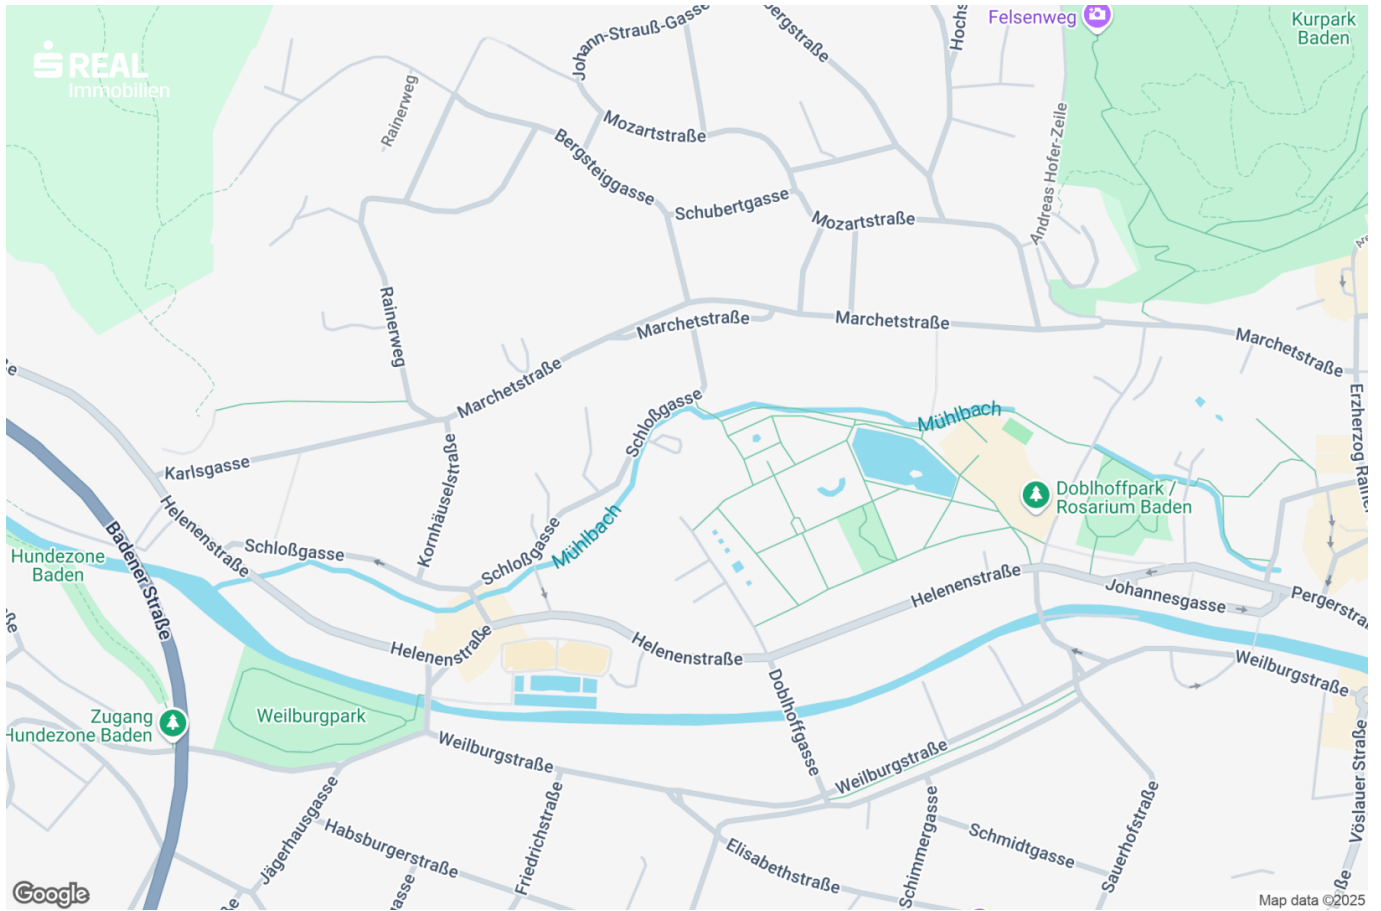 S REAL
Immobilien
Johann-Strauß-Gasse
bergstraße
Hochs
Felsenweg
Kurpark
Baden
Rainerweg
Mozartstraße
Bergsteiggasse
Schubertgasse
Mozartstraße
Andreas Hofer-Zeile
Rainerweg
Marchetstraße
Marchetstraße
Marchetstraße
Marchetstraße
Erzherzog Rainer
Schloßgasse
Mühlbach
Karlsgasse
Kornhäuselstraße
Helenenstraße
Doblhoffpark /
Rosarium Baden
Mühlbach
Schloßgasse
Schloßgasse
Hundezone
Baden
Badener Straße
Helenenstraße
Johannesgasse
Pergerstra
Helenenstraße
Helenenstraße
Weilburgstraße
Doblhoffgasse
Weilburgpark
Zugang
Hundezone Baden
Weilburgstraße
Weilburgstraße
Vöslauer Straße
Jägerhausgasse
Habsburgerstraße
Friedrichstraße
Elisabethstraße
Schimmergasse
Schmidtgasse
Sauerhofstraße
gasse
Google
Map data ©2025